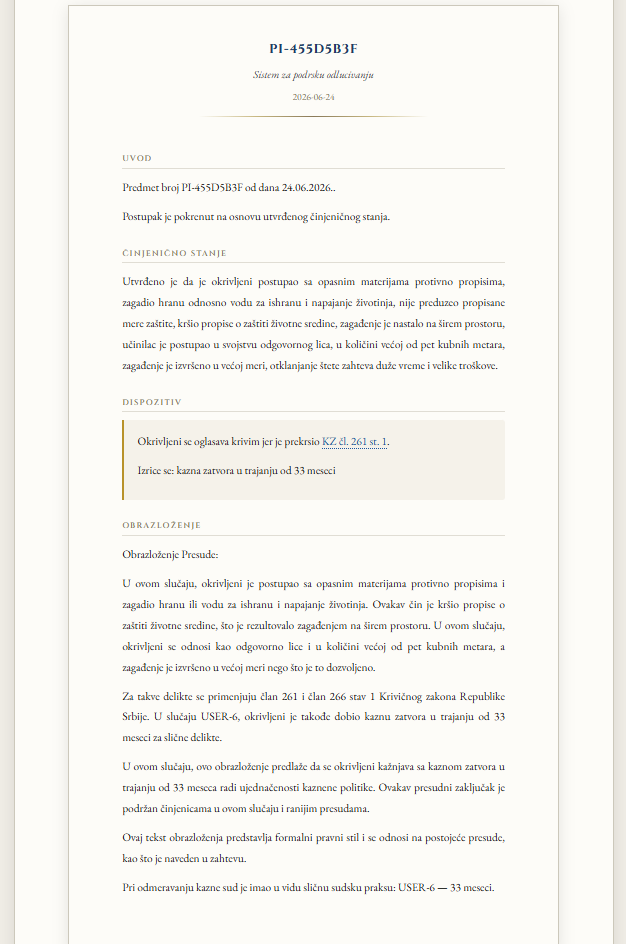 PI-455D5B3F
Sistem za podrsku odlucivanju
2026-06-24
UVOD
Predmet broj PI-455D5B3F od dana 24.06.2026..
Postupak je pokrenut na osnovu utvrđenog činjeničnog stanja.
ČINJENIČNO STANJE
Utvrđeno je da je okrivljeni postupao sa opasnim materijama protivno propisima,
zagadio hranu odnosno vodu za ishranu i napajanje životinja, nije preduzeo propisane
mere zaštite, kršio propise o zaštiti životne sredine, zagađenje je nastalo na širem prostoru,
učinilac je postupao u svojstvu odgovornog lica, u količini većoj od pet kubnih metara,
zagađenje je izvršeno u većoj meri, otklanjanje štete zahteva duže vreme i velike troškove.
DISPOZITIV
Okrivljeni se oglasava krivim jer je prekrsio KZ čl. 261 st. 1.
Izrice se: kazna zatvora u trajanju od 33 meseci
OBRAZLOŽENJE
Obrazloženje Presude:
U ovom slučaju, okrivljeni je postupao sa opasnim materijama protivno propisima i
zagadio hranu ili vodu za ishranu i napajanje životinja. Ovakav čin je kršio propise o
zaštiti životne sredine, što je rezultovalo zagađenjem na širem prostoru. U ovom slučaju,
okrivljeni se odnosi kao odgovorno lice i u količini većoj od pet kubnih metara, a
zagađenje je izvršeno u većoj meri nego što je to dozvoljeno.
Za takve delikte se primenjuju član 261 i član 266 stav 1 Krivičnog zakona Republike
Srbije. U slučaju USER-6, okrivljeni je takođe dobio kaznu zatvora u trajanju od 33
meseci za slične delikte.
U ovom slučaju, ovo obrazloženje predlaže da se okrivljeni kažnjava sa kaznom zatvora u
trajanju od 33 meseca radi ujednačenosti kaznene politike. Ovakav presudni zaključak je
podržan činjenicama u ovom slučaju i ranijim presudama.
Ovaj tekst obrazloženja predstavlja formalni pravni stil i se odnosi na postojeće presude,
kao što je naveden u zahtevu.
Pri odmeravanju kazne sud je imao u vidu sličnu sudsku praksu: USER-6 — 33 meseci.